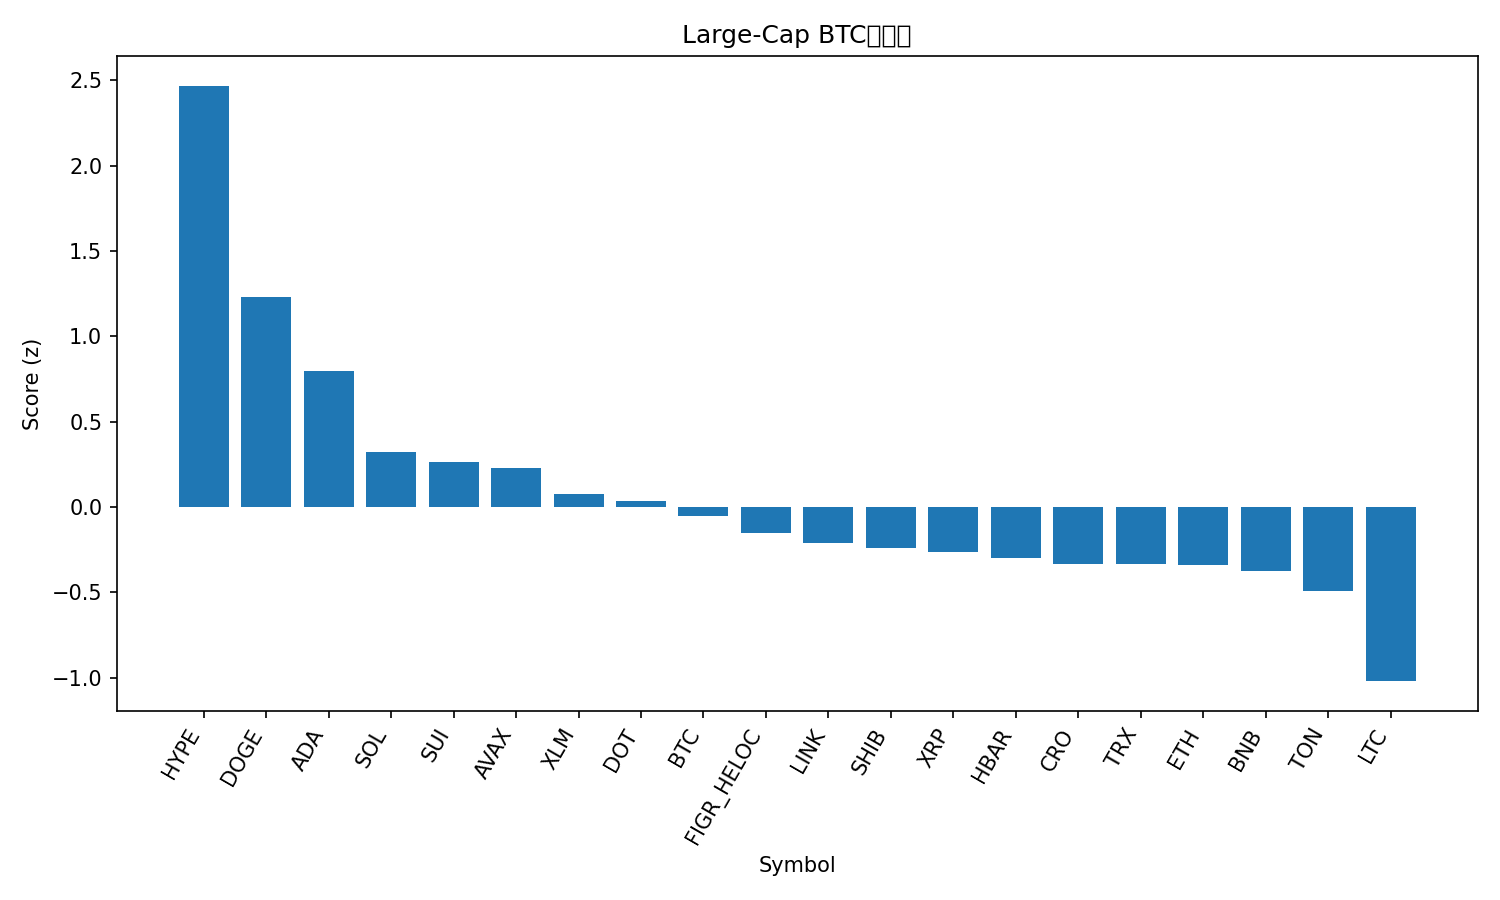 Large-Cap BTC
2.5
2.0
1.5
1.0
0.5
0.0
−0.5
−1.0
Score (z)
HYPE
DOGE
ADA
SOL
SUI
AVAX
XLM
DOT
BTC
FIGR_HELOC
LINK
SHIB
XRP
HBAR
CRO
TRX
ETH
BNB
TON
LTC
Symbol